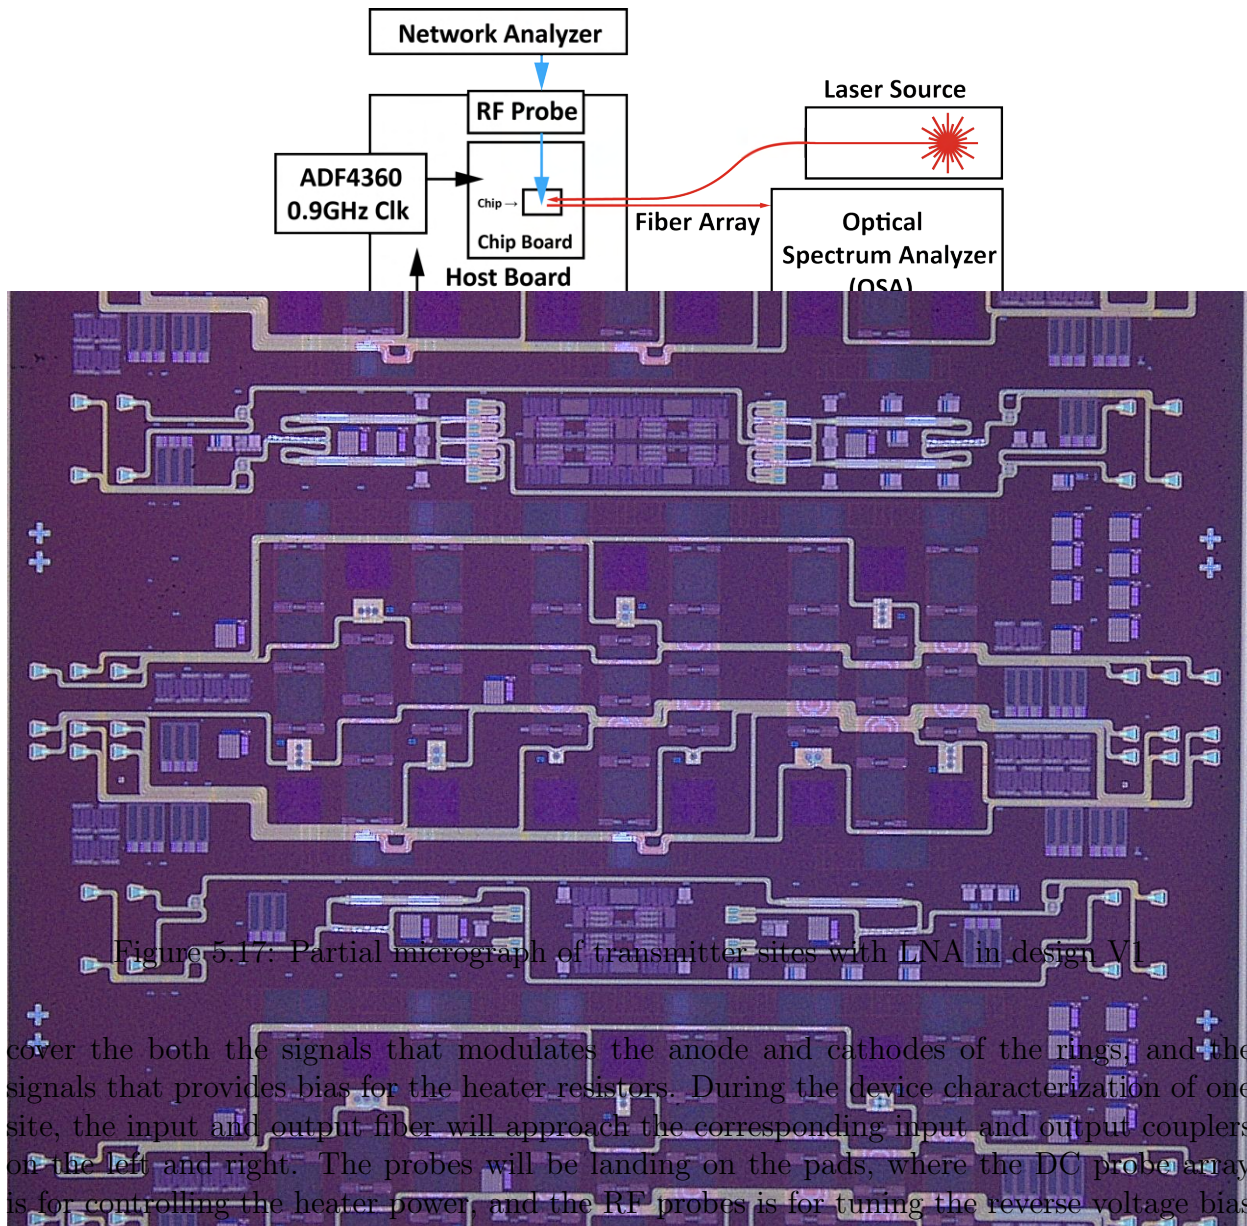 Network Analyzer
RF Probe
Laser Source
ADF4360
0.9GHz Clk
Chip →
Chip Board
Host Board
Fiber Array
Optical
Spectrum Analyzer
(OSA)
Figure 5.17: Partial micrograph of transmitter sites with LNA in design V1
cover the both the signals that modulates the anode and cathodes of the rings, and the
signals that provides bias for the heater resistors. During the device characterization of one
site, the input and output fiber will approach the corresponding input and output couplers
on the left and right. The probes will be landing on the pads, where the DC probe array
is for controlling the heater power, and the RF probes is for tuning the reverse voltage bias